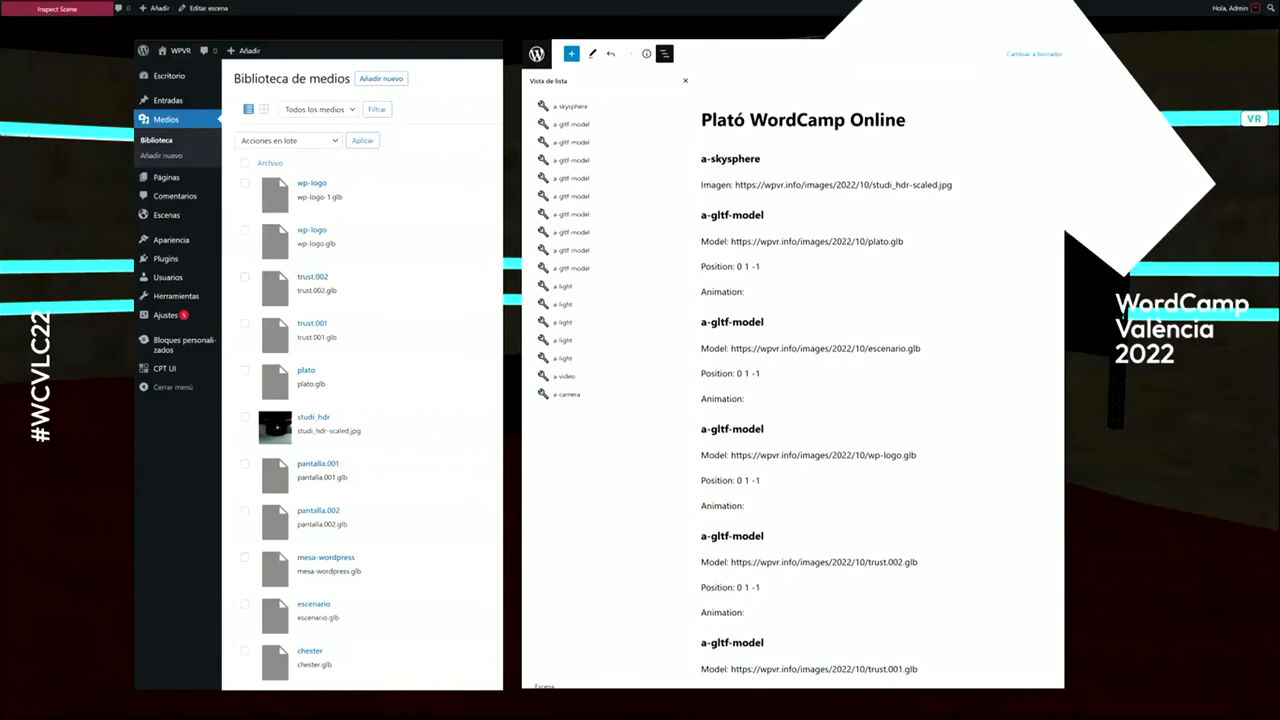 Inspect Scene
0
Añadir
Editar escena
Hola, Admin
WPVR
0
Añadir
Escritorio
Entradas
Medios
Biblioteca
Añadir nuevo
Páginas
Comentarios
Escenas
Apariencia
Plugins
Usuarios
Herramientas
Ajustes 5
Bloques personali-
zados
CPT UI
Cerrar menú
Biblioteca de medios
Añadir nuevo
Todos los medios
Filtrar
Acciones en lote
Aplicar
Archivo
wp-logo
wp-logo-1.glb
wp-logo
wp-logo.glb
trust.002
trust.002.glb
trust.001
trust.001.glb
plato
plato.glb
studi_hdr
studi_hdr-scaled.jpg
pantalla.001
pantalla.001.glb
pantalla.002
pantalla.002.glb
mesa-wordpress
mesa-wordpress.glb
escenario
escenario.glb
chester
chester.glb
Cambiar a borrador
Vista de lista
a-skysphere
a-gltf-model
a-gltf-model
a-gltf-model
a-gltf-model
a-gltf-model
a-gltf-model
a-gltf-model
a-gltf-model
a-gltf-model
a-light
a-light
a-light
a-light
a-light
a-video
a-camera
Plató WordCamp Online
a-skysphere
Imagen: https://wpvr.info/images/2022/10/studi_hdr-scaled.jpg
a-gltf-model
Model: https://wpvr.info/images/2022/10/plato.glb
Position: 0 1 -1
Animation:
a-gltf-model
Model: https://wpvr.info/images/2022/10/escenario.glb
Position: 0 1 -1
Animation:
a-gltf-model
Model: https://wpvr.info/images/2022/10/wp-logo.glb
Position: 0 1 -1
Animation:
a-gltf-model
Model: https://wpvr.info/images/2022/10/trust.002.glb
Position: 0 1 -1
Animation:
a-gltf-model
Model: https://wpvr.info/images/2022/10/trust.001.glb
Escena
VR
WordCamp
València
2022
#WCVLC22